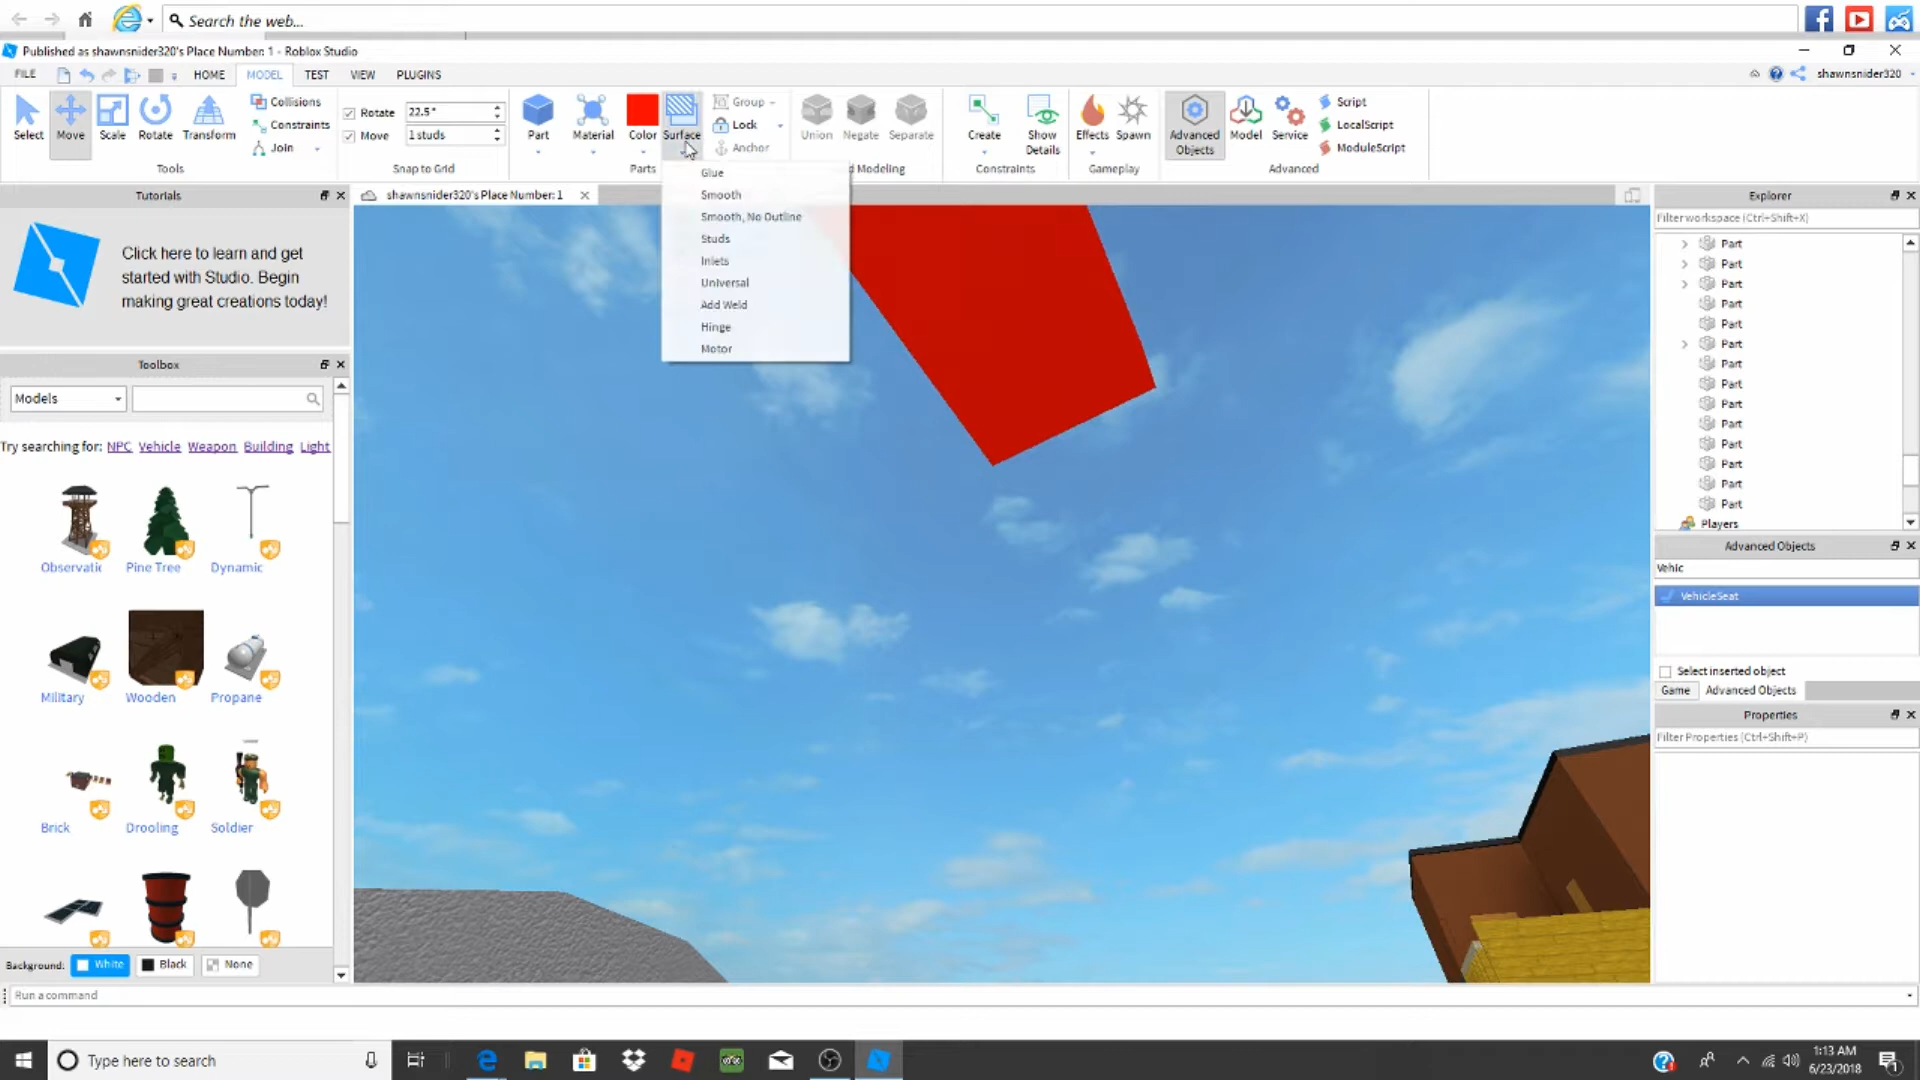 Search the web...
Published as shawnsnider320's Place Number: 1 - Roblox Studio
FILE HOME MODEL TEST VIEW PLUGINS shawnsnider320
Select Move Scale Rotate Transform
Collisions
Constraints
Join
Tools
Rotate 22.5°
Move 1 studs
Snap to Grid
Part Material Color Surface
Group
Lock
Anchor
Parts
Union Negate Separate
d Modeling
Create Show Details
Constraints
Effects Spawn
Gameplay
Advanced Objects Model Service
Script
LocalScript
ModuleScript
Advanced
Glue
Smooth
Smooth, No Outline
Studs
Inlets
Universal
Add Weld
Hinge
Motor
Tutorials
Click here to learn and get
started with Studio. Begin
making great creations today!
Toolbox
Models
Try searching for: NPC Vehicle Weapon Building Light
Observatic Pine Tree Dynamic
Military Wooden Propane
Brick Drooling Soldier
Background: White Black None
Run a command
shawnsnider320's Place Number: 1
Explorer
Filter workspace (Ctrl+Shift+X)
Part
Part
Part
Part
Part
Part
Part
Part
Part
Part
Part
Part
Part
Part
Players
Advanced Objects
Vehic
VehicleSeat
Select inserted object
Game Advanced Objects
Properties
Filter Properties (Ctrl+Shift+P)
Type here to search
1:13 AM
6/23/2018
1